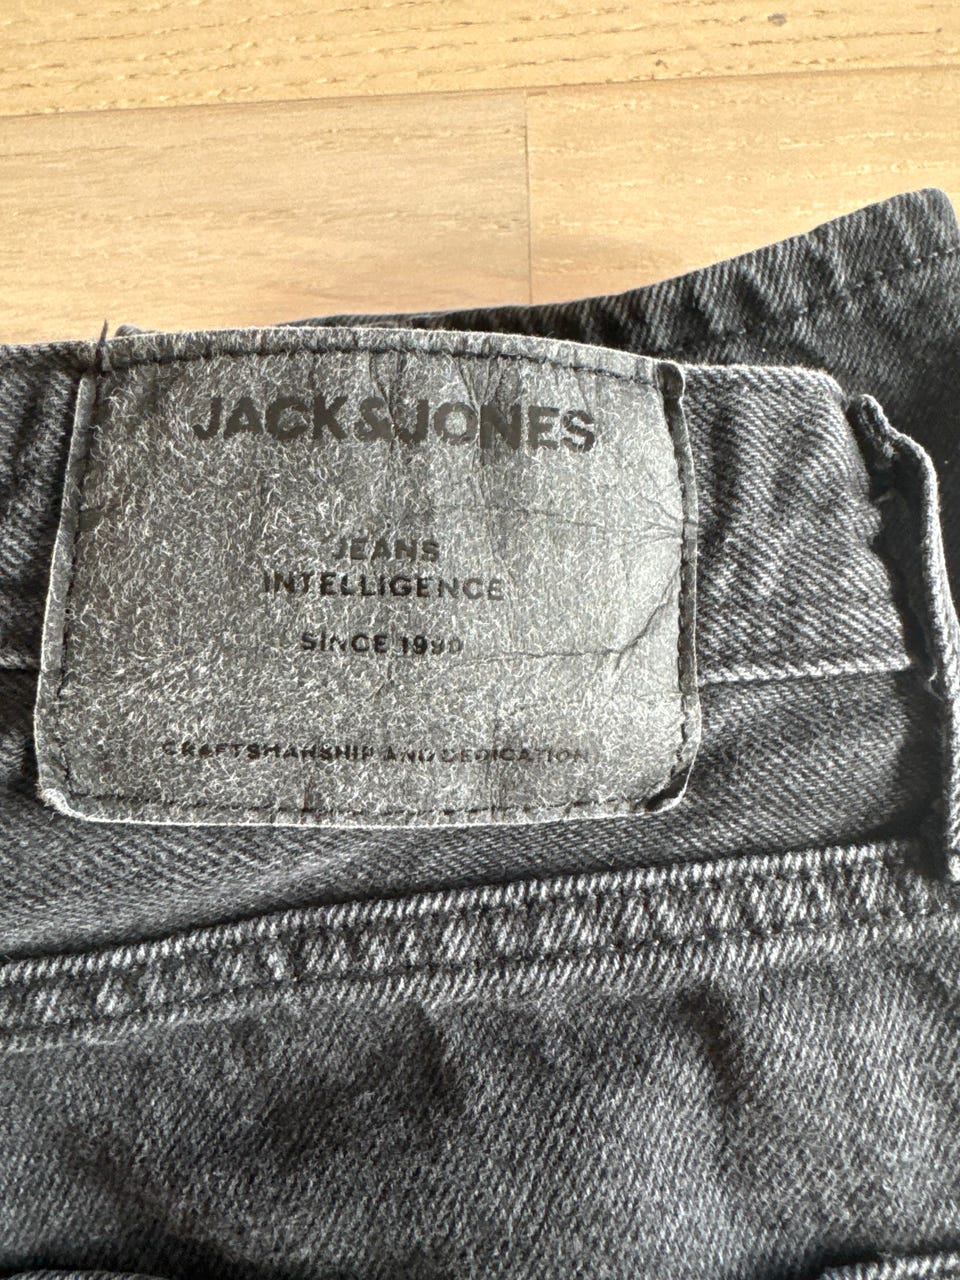 JACK&JONES
JEANS
INTELLIGENCE
SINCE 1990
CRAFTSMANSHIP AND DEDICATION